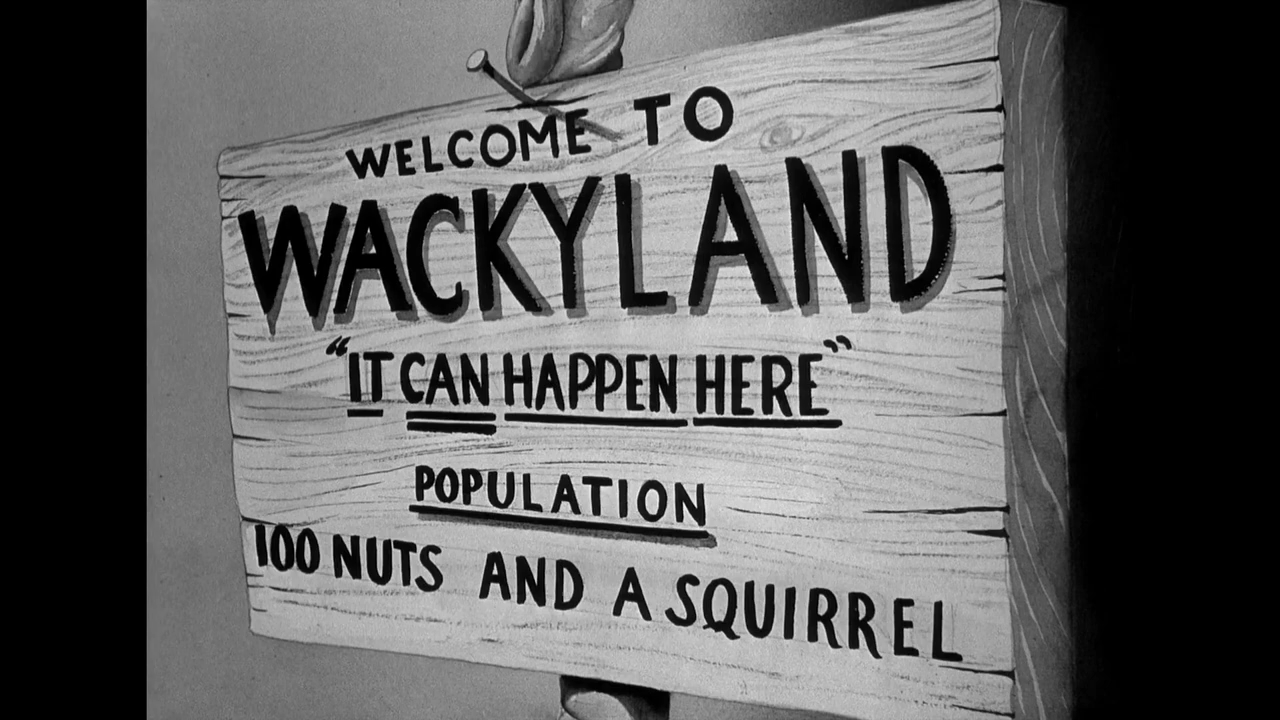 WELCOME TO
WACKYLAND
“IT CAN HAPPEN HERE”
POPULATION
100 NUTS AND A SQUIRREL